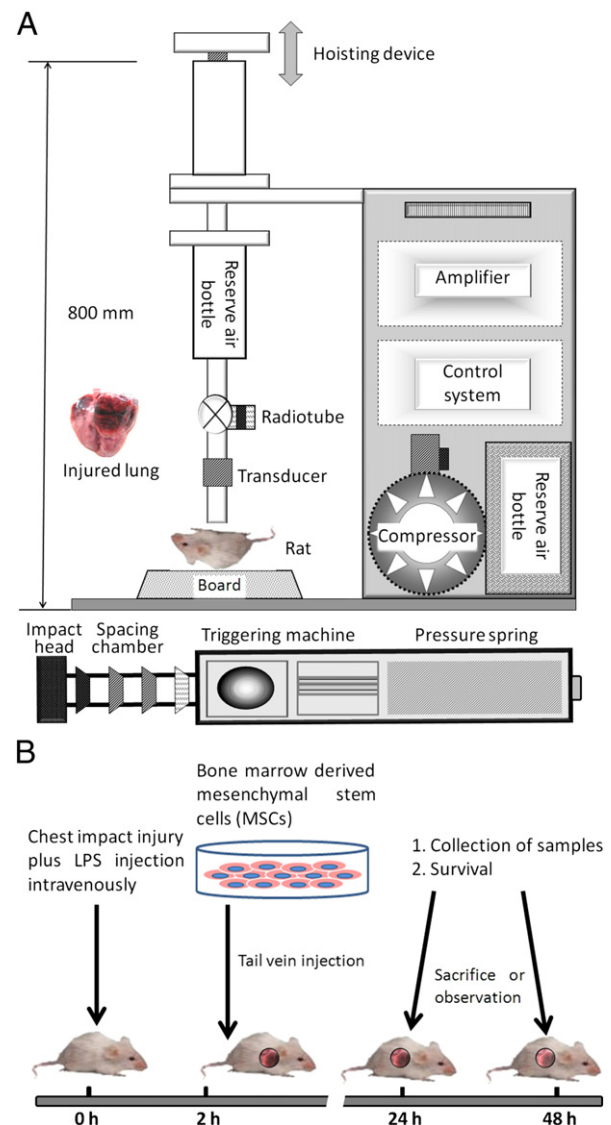 A
Hoisting device
Reserve air
bottle
Amplifier
800 mm
Control
system
Radiotube
Injured lung
Transducer
Reserve air
bottle
Compressor
Rat
Board
Impact
head
Spacing
chamber
Triggering machine
Pressure spring
B
Bone marrow derived
mesenchymal stem
cells (MSCs)
Chest impact injury
plus LPS injection
intravenously
1. Collection of samples
2. Survival
Tail vein injection
Sacrifice or
observation
0 h
2 h
24 h
48 h